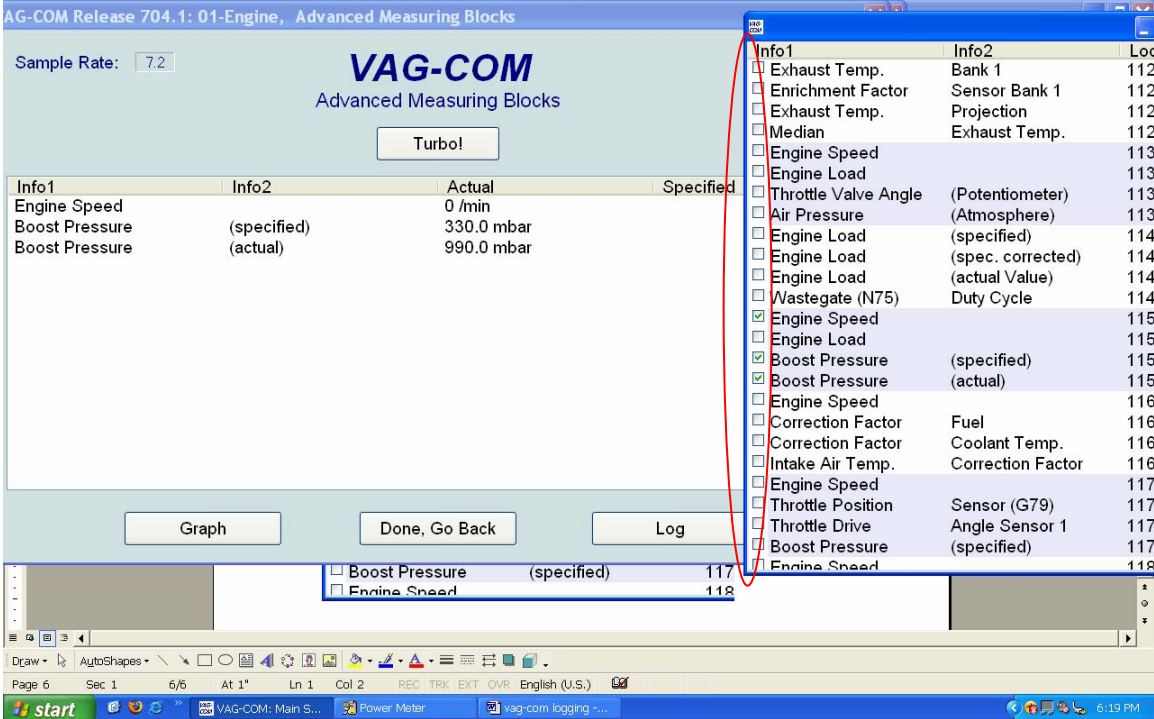 AG-COM Release 704.1: 01-Engine, Advanced Measuring Blocks
Sample Rate: 7.2
VAG-COM
Advanced Measuring Blocks
Turbo!
Info1 Info2 Actual Specified
Engine Speed 0 /min
Boost Pressure (specified) 330.0 mbar
Boost Pressure (actual) 990.0 mbar
Graph Done, Go Back Log
VAG-COM
Info1 Info2 Loc
Exhaust Temp. Bank 1 112
Enrichment Factor Sensor Bank 1 112
Exhaust Temp. Projection 112
Median Exhaust Temp. 112
Engine Speed 113
Engine Load 113
Throttle Valve Angle (Potentiometer) 113
Air Pressure (Atmosphere) 113
Engine Load (specified) 114
Engine Load (spec. corrected) 114
Engine Load (actual Value) 114
Wastegate (N75) Duty Cycle 114
Engine Speed 115
Engine Load 115
Boost Pressure (specified) 115
Boost Pressure (actual) 115
Engine Speed 116
Correction Factor Fuel 116
Correction Factor Coolant Temp. 116
Intake Air Temp. Correction Factor 116
Engine Speed 117
Throttle Position Sensor (G79) 117
Throttle Drive Angle Sensor 1 117
Boost Pressure (specified) 117
Engine Speed 118
Boost Pressure (specified) 117
Engine Speed 118
Draw AutoShapes
Page 6 Sec 1 6/6 At 1" Ln 1 Col 2 REC TRK EXT OVR English (U.S.)
start VAG-COM: Main S... Power Meter vag-com logging -... 6:19 PM